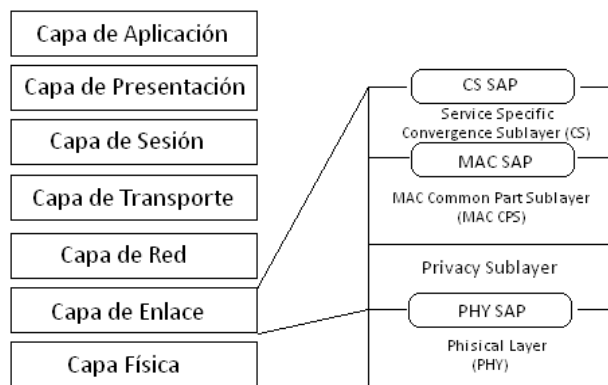 Capa de Aplicación
Capa de Presentación
Capa de Sesión
Capa de Transporte
Capa de Red
Capa de Enlace
Capa Física
CS SAP
Service Specific
Convergence Sublayer (CS)
MAC SAP
MAC Common Part Sublayer
(MAC CPS)
Privacy Sublayer
PHY SAP
Phisical Layer
(PHY)